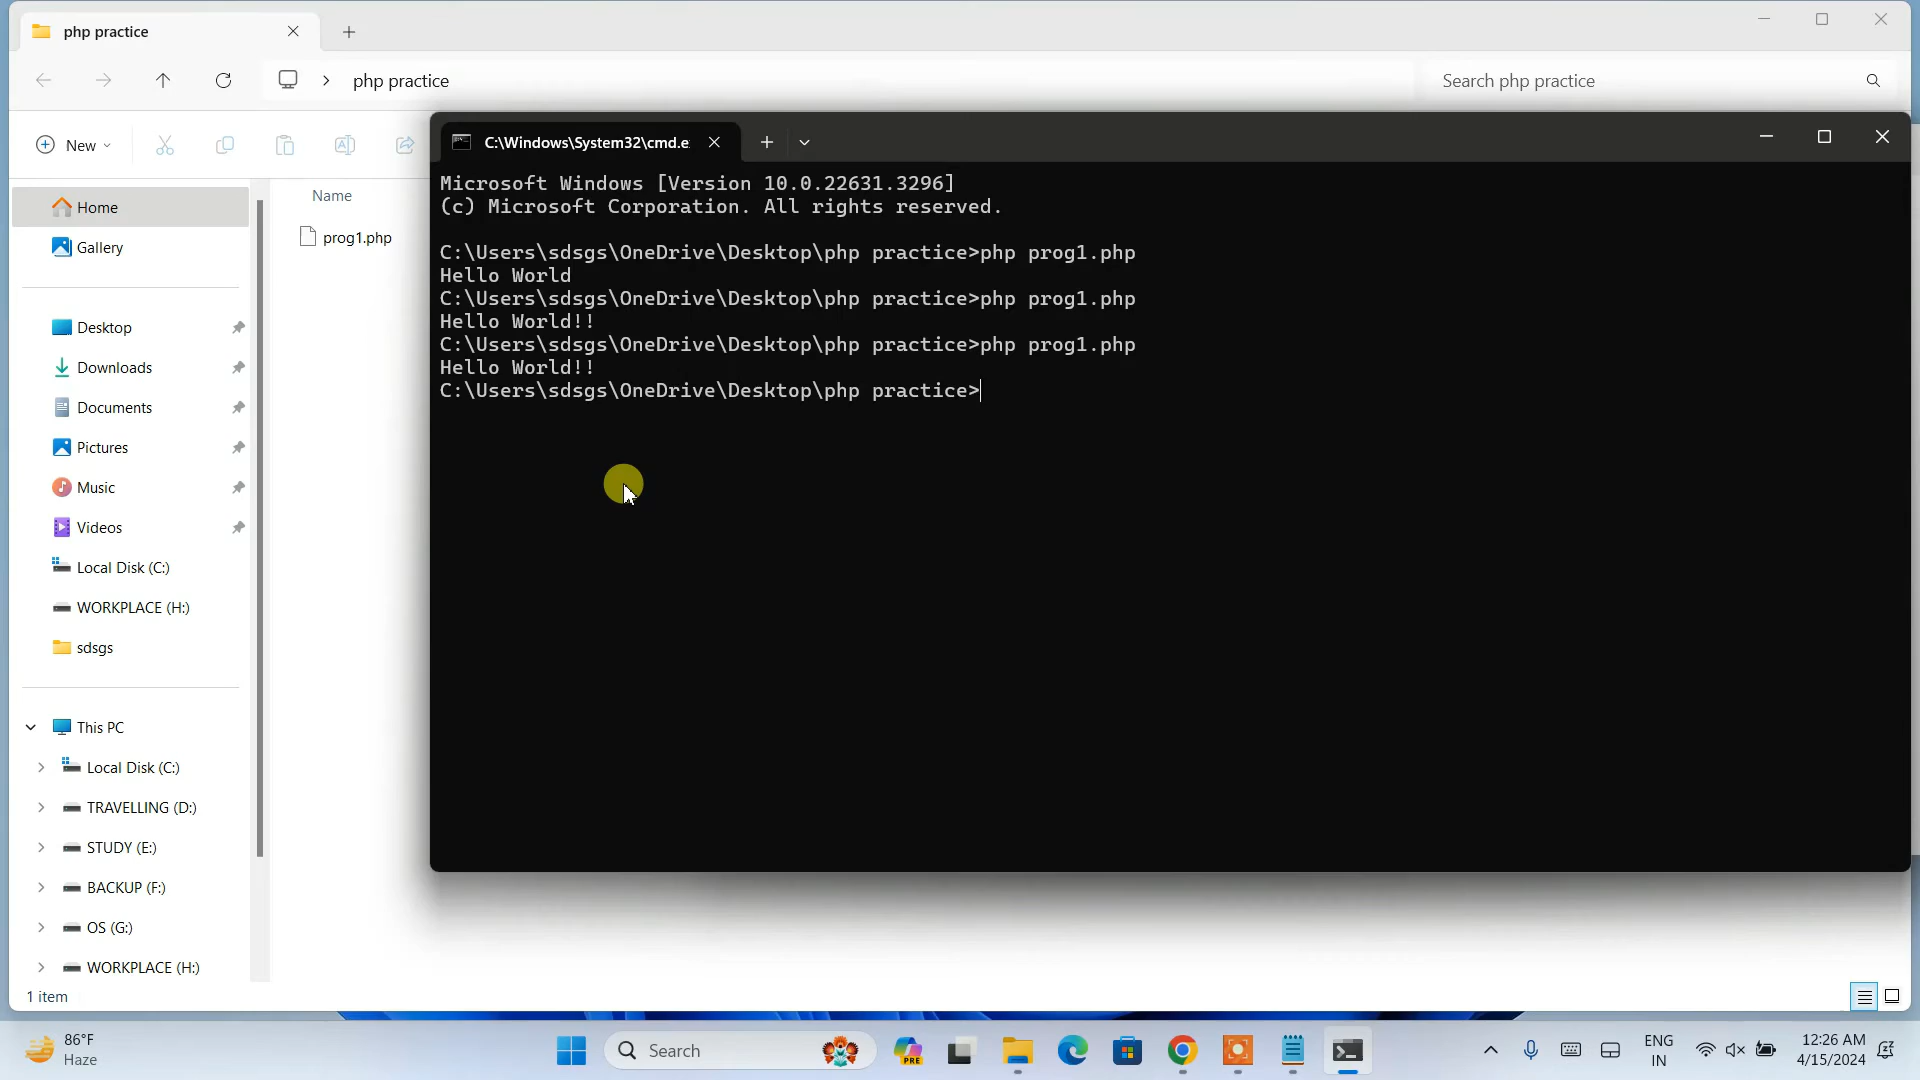 php practice
php practice
Search php practice
New
C:\Windows\System32\cmd.e
Microsoft Windows [Version 10.0.22631.3296]
(c) Microsoft Corporation. All rights reserved.
C:\Users\sdsgs\OneDrive\Desktop\php practice>php prog1.php
Hello World
C:\Users\sdsgs\OneDrive\Desktop\php practice>php prog1.php
Hello World!!
C:\Users\sdsgs\OneDrive\Desktop\php practice>php prog1.php
Hello World!!
C:\Users\sdsgs\OneDrive\Desktop\php practice>
Name
prog1.php
Home
Gallery
Desktop
Downloads
Documents
Pictures
Music
Videos
Local Disk (C:)
WORKPLACE (H:)
sdsgs
This PC
Local Disk (C:)
TRAVELLING (D:)
STUDY (E:)
BACKUP (F:)
OS (G:)
WORKPLACE (H:)
1 item
86°F
Haze
Search
PRE
ENG
IN
12:26 AM
4/15/2024